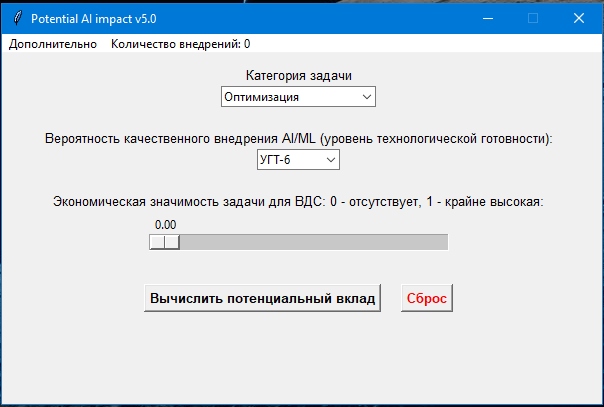 Potential AI impact v5.0
Дополнительно Количество внедрений: 0
Категория задачи
Оптимизация
Вероятность качественного внедрения AI/ML (уровень технологической готовности):
УГТ-6
Экономическая значимость задачи для ВДС: 0 - отсутствует, 1 - крайне высокая:
0.00
Вычислить потенциальный вклад Сброс